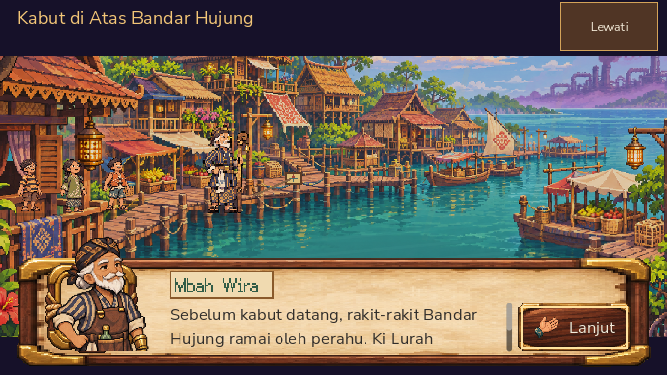 Kabut di Atas Bandar Hujung
Lewati
Mbah Wira
Sebelum kabut datang, rakit-rakit Bandar
Hujung ramai oleh perahu. Ki Lurah
Lanjut